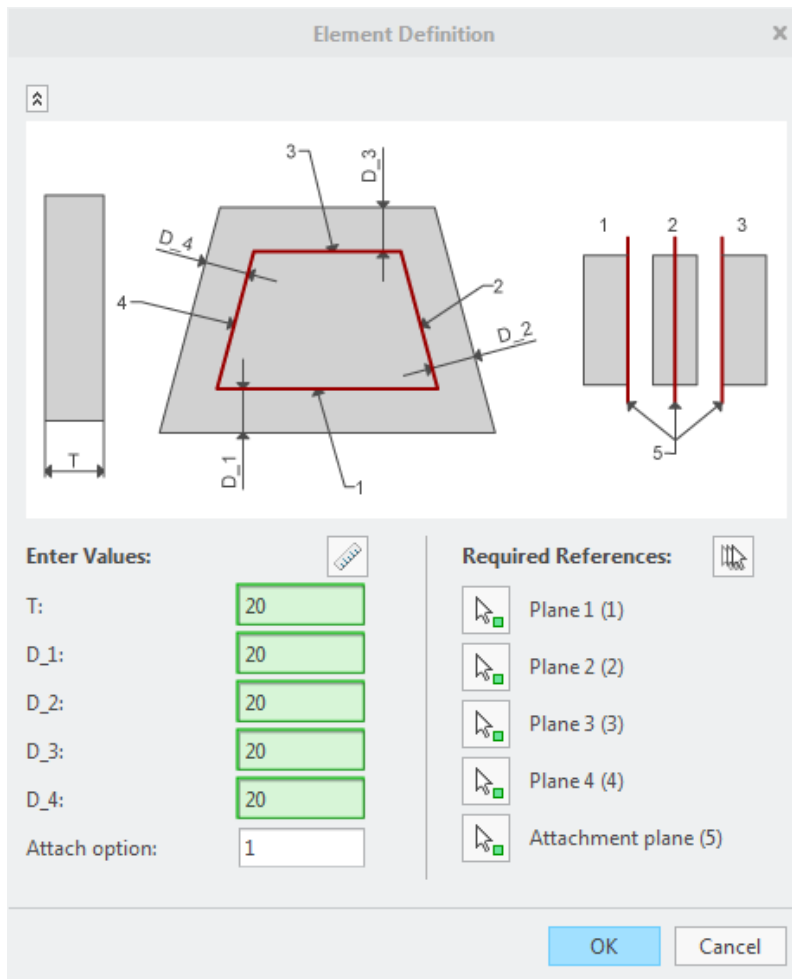 Element Definition
3
D_3
D_4
4
2
D_2
T
D_1
1
1 2 3
5
Enter Values:
T: 20
D_1: 20
D_2: 20
D_3: 20
D_4: 20
Attach option: 1
Required References:
Plane 1 (1)
Plane 2 (2)
Plane 3 (3)
Plane 4 (4)
Attachment plane (5)
OK Cancel